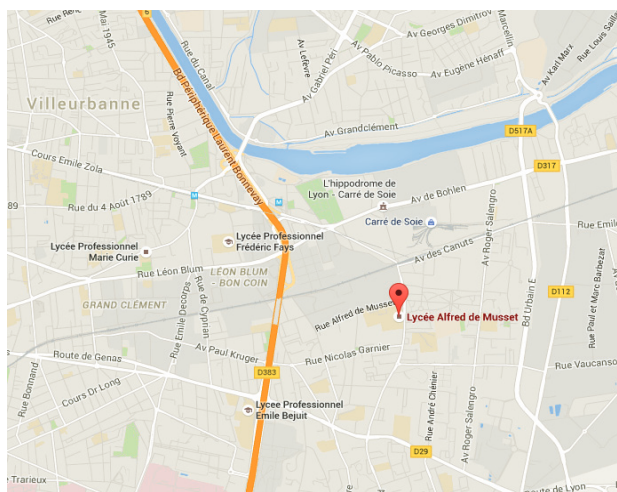 Mai 1945
6
Rue du Canal
Av Lefèvre
Av Gabriel Péri
Av Pablo Picasso
Av Georges Dimitrov
Av Eugène Hénaff
Marcellin
Av Karl Marx
Rue Louis Saill
Villeurbanne
Rue Pierre Voyant
Bd Périphérique Laurent Bonnevay
Av Grandclément
D517A
D317
Cours Emile Zola
M
M
L'hippodrome de
Lyon - Carré de Soie
Av de Bohlen
89
Rue du 4 Août 1789
Carré de Soie
Av Roger Salengro
Rue Emile
Lycée Professionnel
Marie Curie
Lycée Professionnel
Frédéric Fays
Av des Canuts
Rue Léon Blum
LÉON BLUM
- BON COIN
GRAND CLÉMENT
Rue Emile Decorps
Rue de Cyprian
Rue Alfred de Musset
Lycée Alfred de Musset
Bd Urbain E
D112
Rue Paul et Marc Barbezat
Route de Genas
Av Paul Kruger
Rue Nicolas Garnier
Rue Vaucanso
D383
Rue Bonnand
Cours Dr Long
Lycee Professionnel
Emile Bejuit
Rue André Chénier
Av Roger Salengro
D29
Route de Lyon
e Trarieux